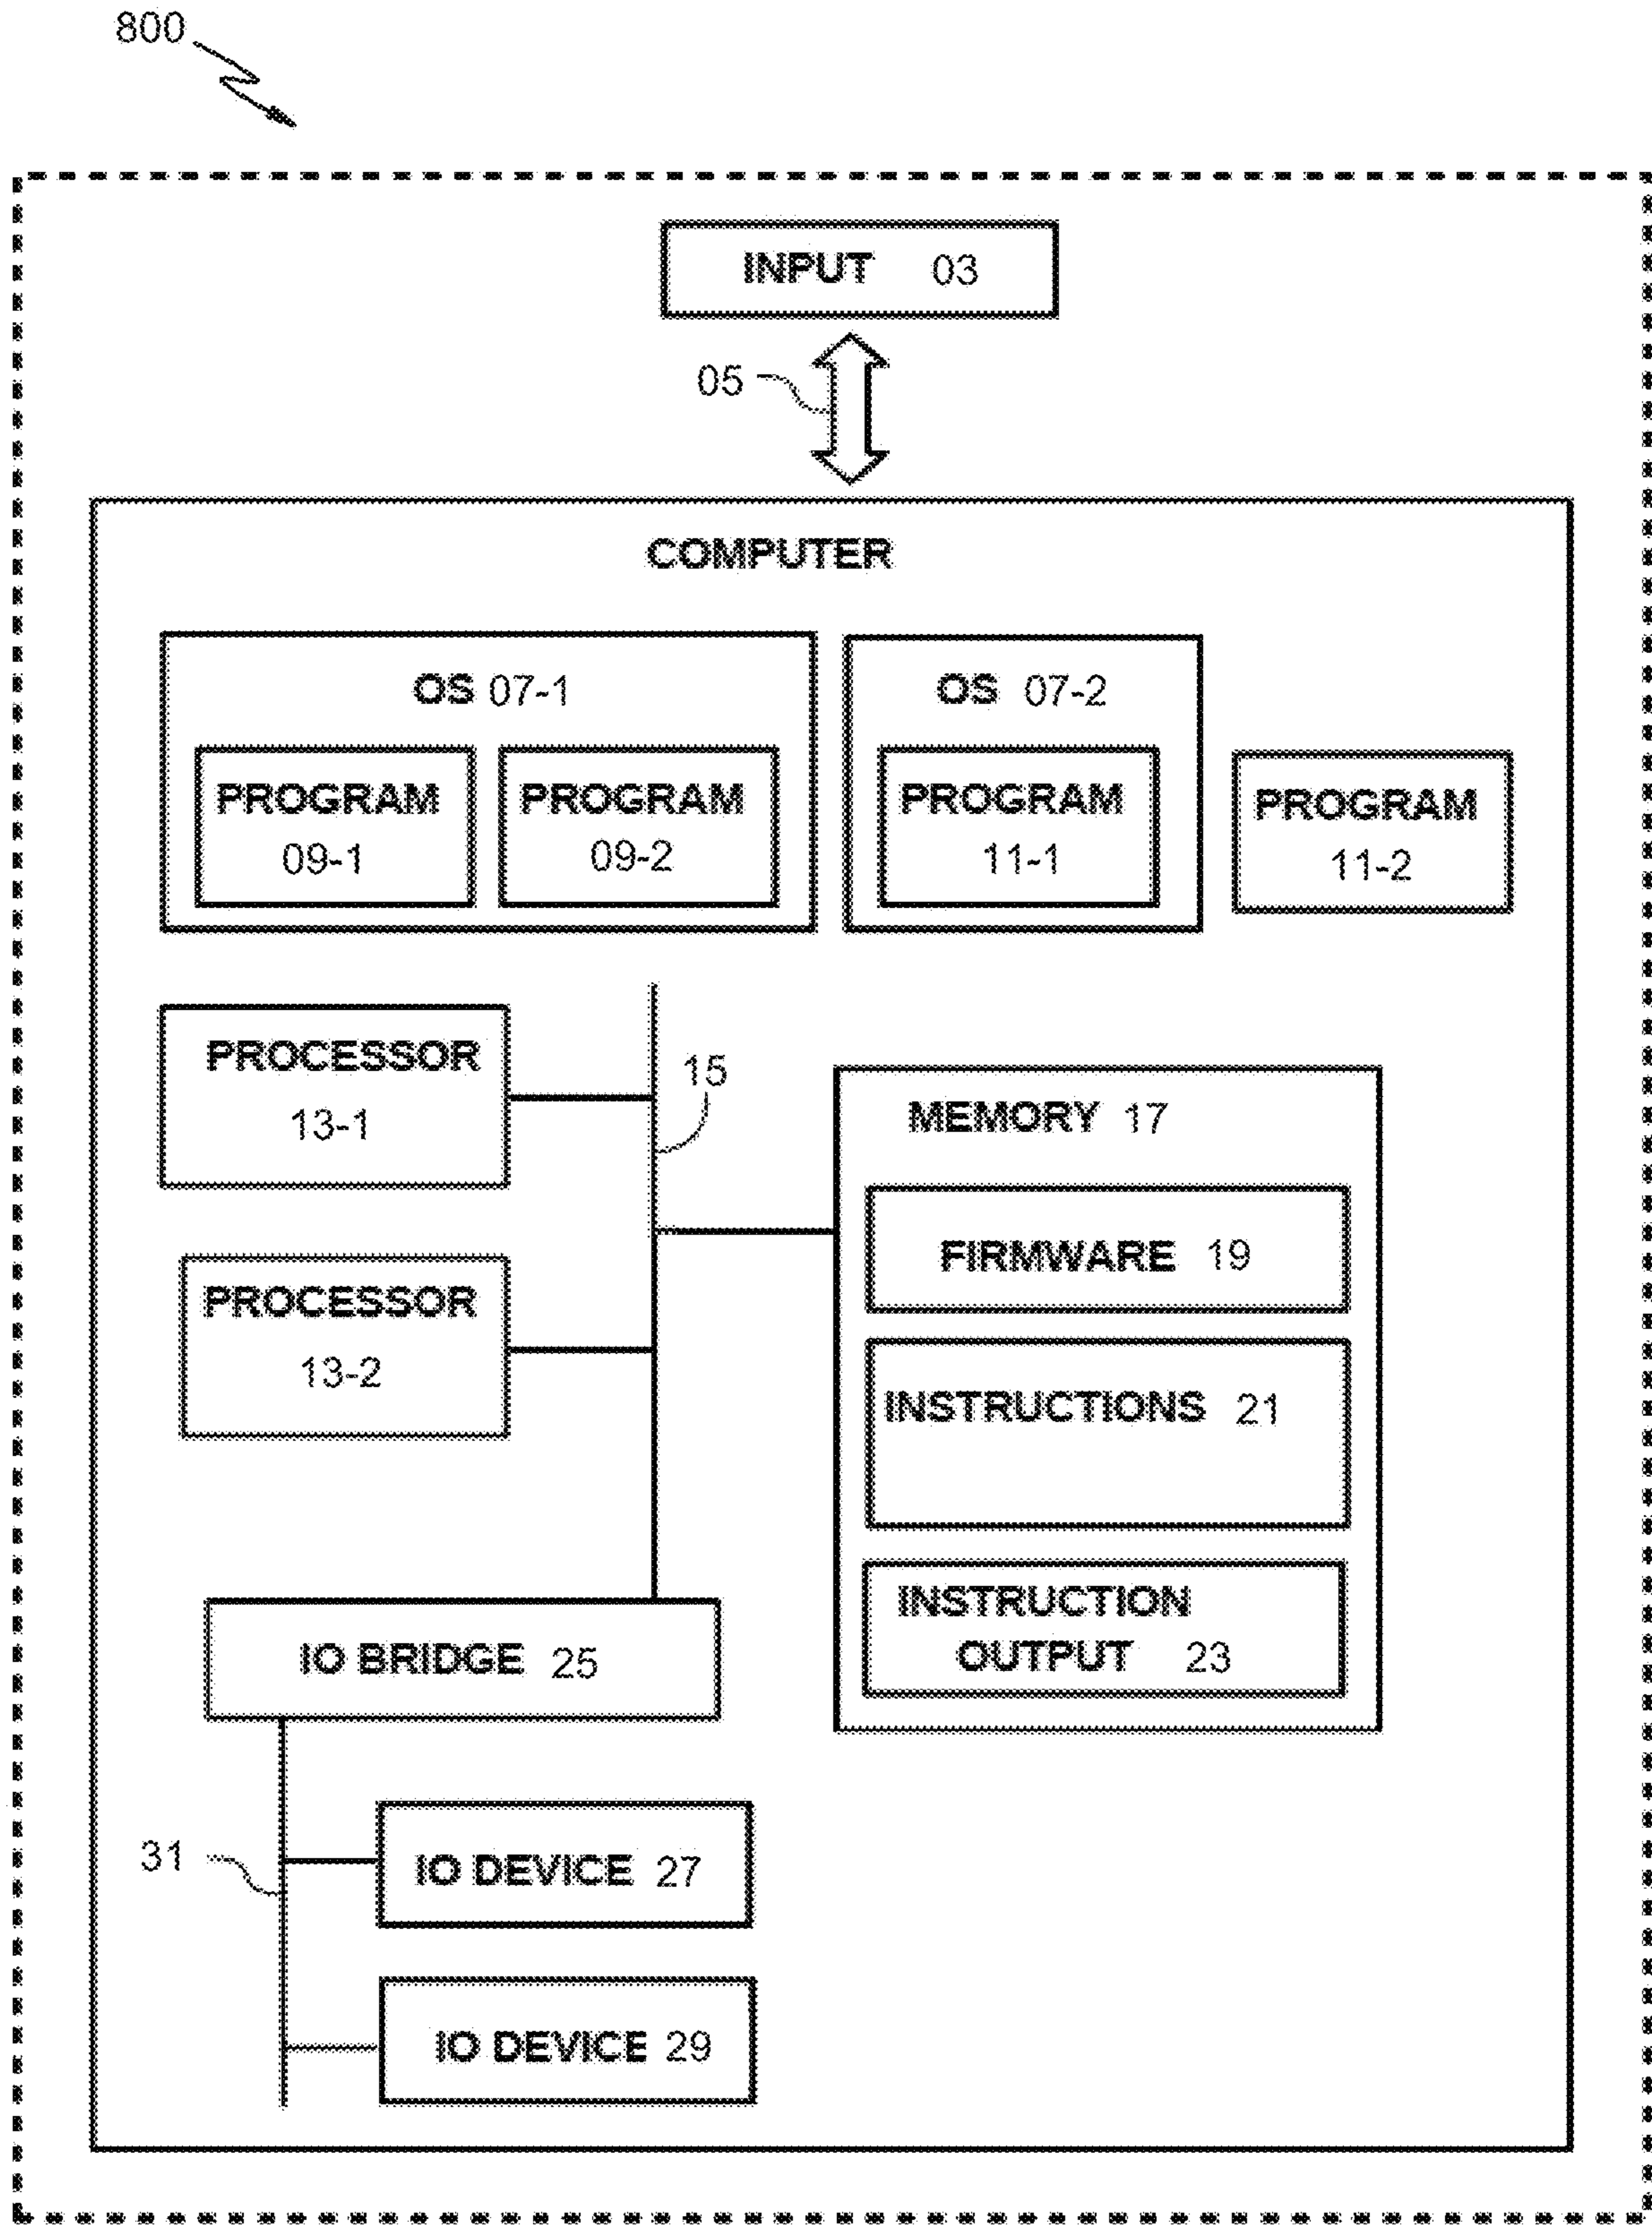 800
INPUT 03
05
COMPUTER
OS 07-1
OS 07-2
PROGRAM
09-1
PROGRAM
09-2
PROGRAM
11-1
PROGRAM
11-2
PROCESSOR
13-1
15
MEMORY 17
FIRMWARE 19
PROCESSOR
13-2
INSTRUCTIONS 21
INSTRUCTION
OUTPUT 23
IO BRIDGE 25
31
IO DEVICE 27
IO DEVICE 29